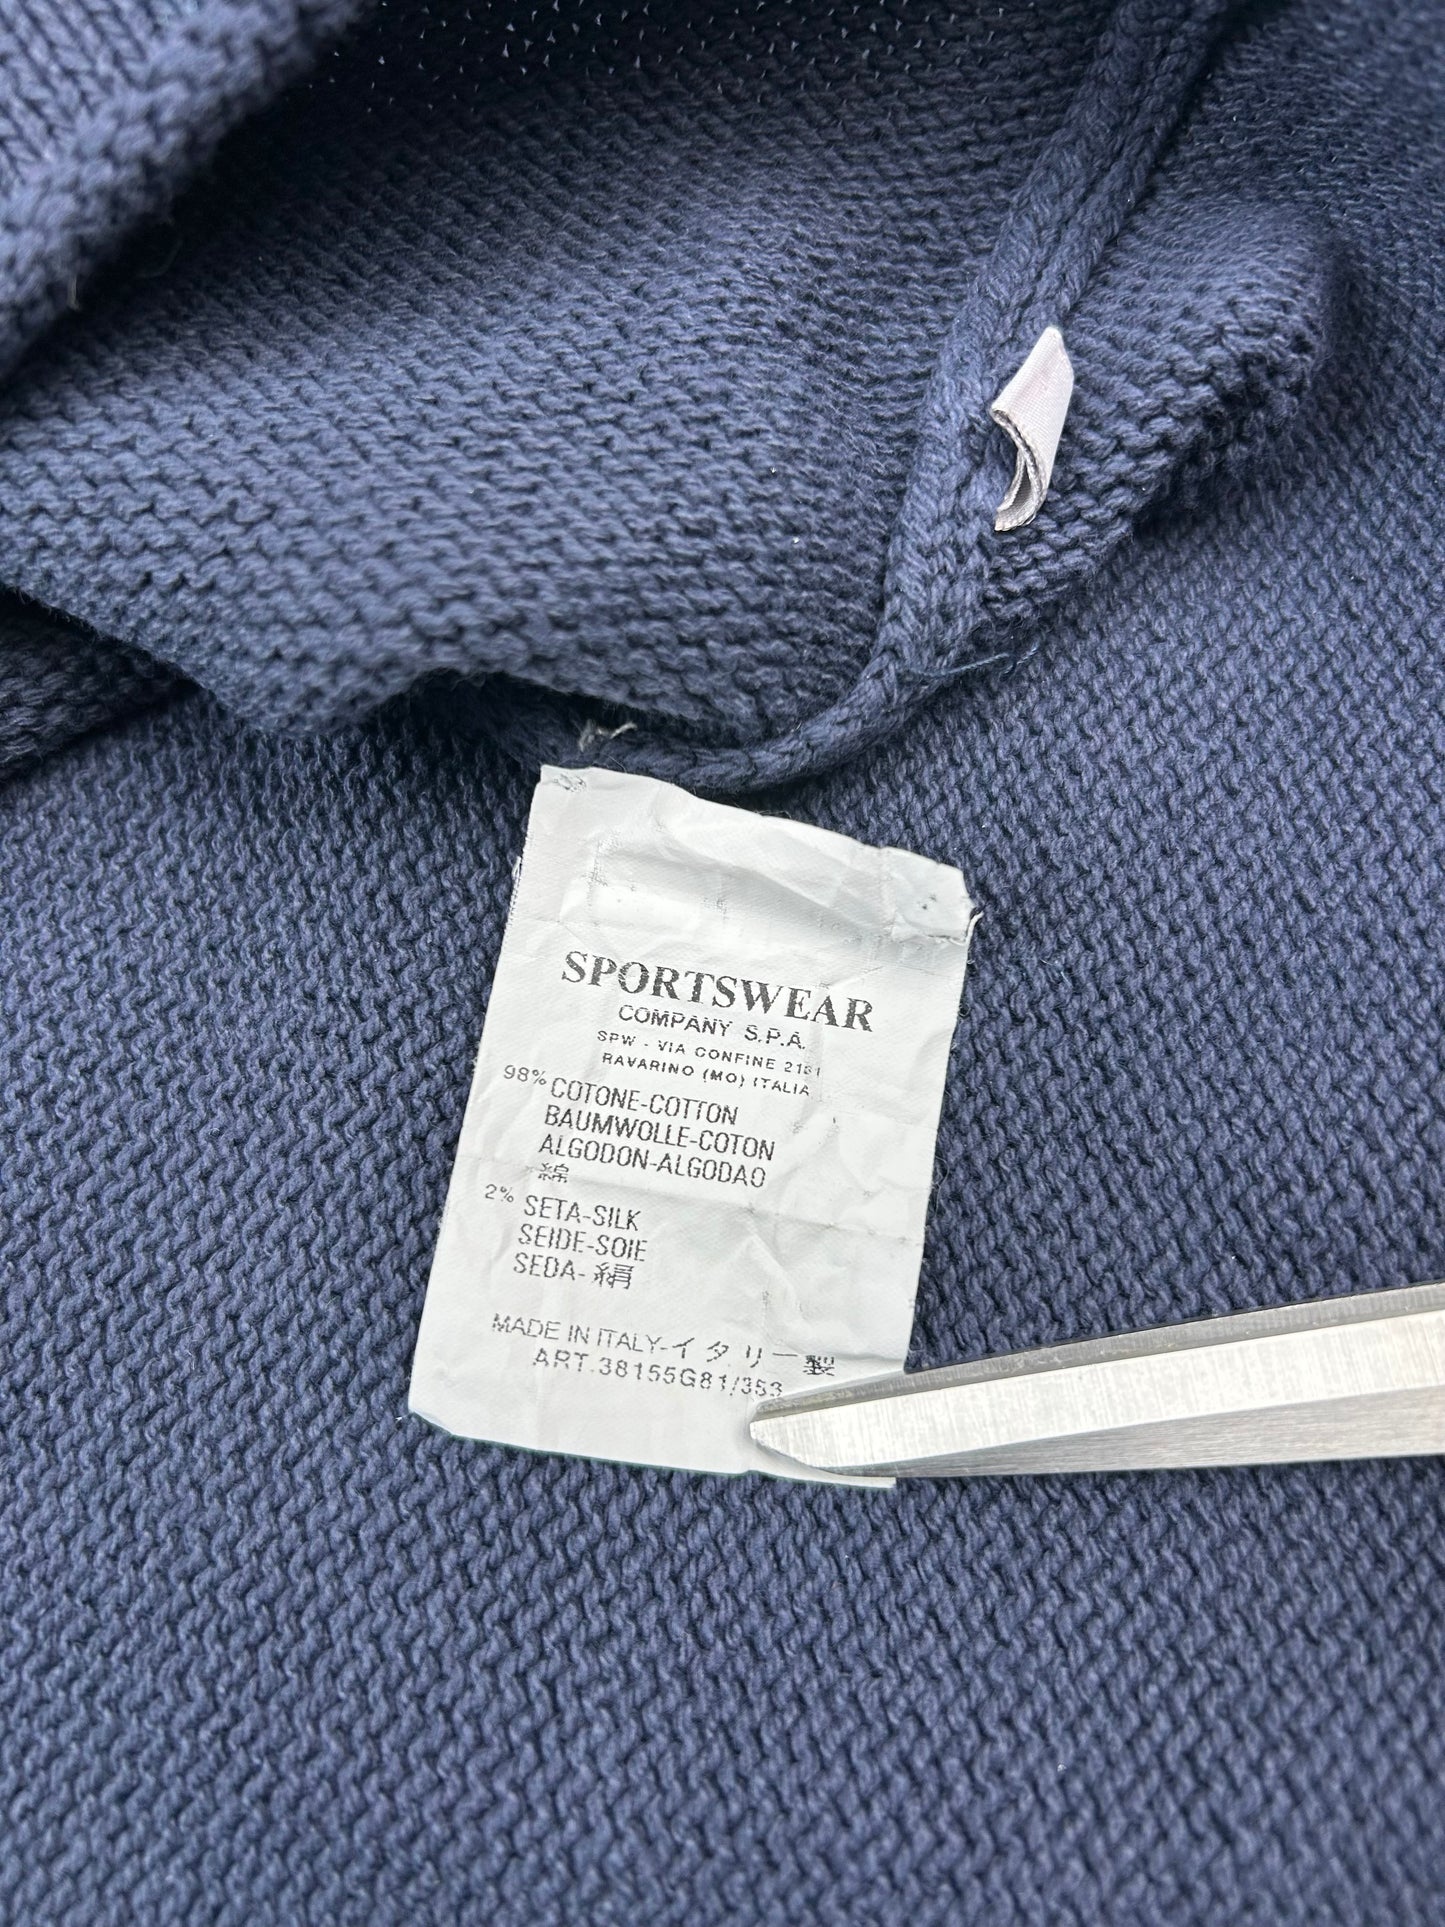 SPORTSWEAR
COMPANY S.P.A.
SPW - VIA CONFINE 2161
RAVARINO (MO) ITALIA
98% COTONE-COTTON
BAUMWOLLE-COTON
ALGODON-ALGODAO
綿
2% SETA-SILK
SEIDE-SOIE
SEDA-絹
MADE IN ITALY-イタリー製
ART.38155G81/353